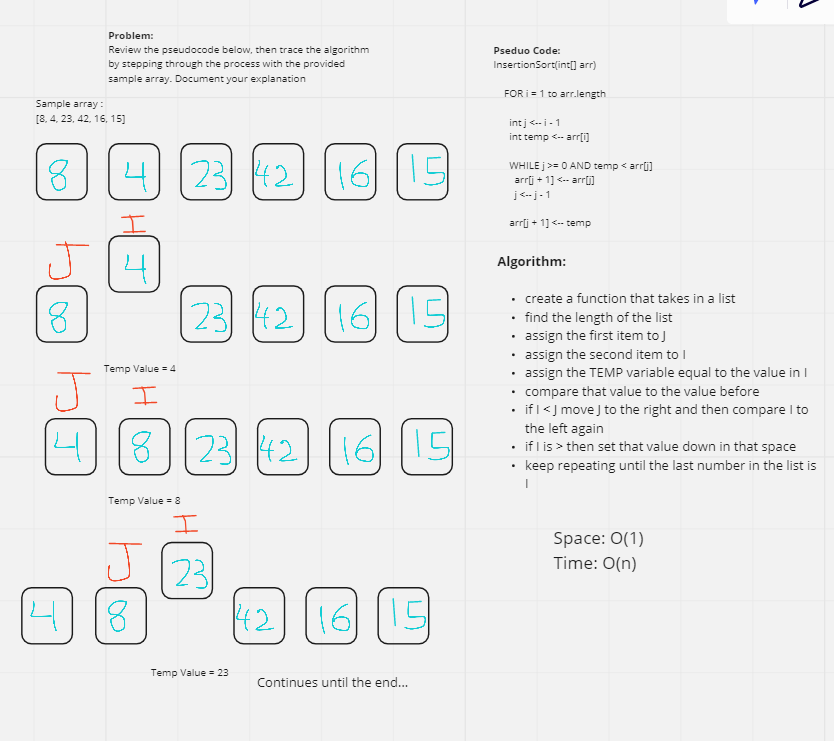 Problem:
Review the pseudocode below, then trace the algorithm
by stepping through the process with the provided
sample array. Document your explanation
Sample array :
[8, 4, 23, 42, 16, 15]
8 4 23 42 16 15
I
J 4
8 23 42 16 15
Temp Value = 4
J I
4 8 23 42 16 15
Temp Value = 8
I
J 23
4 8 42 16 15
Temp Value = 23
Continues until the end...
Pseduo Code:
InsertionSort(int[] arr)
FOR i = 1 to arr.length
int j <-- i - 1
int temp <-- arr[i]
WHILE j >= 0 AND temp < arr[j]
arr[j + 1] <-- arr[j]
j <-- j - 1
arr[j + 1] <-- temp
Algorithm:
• create a function that takes in a list
• find the length of the list
• assign the first item to J
• assign the second item to I
• assign the TEMP variable equal to the value in I
• compare that value to the value before
• if I < J move J to the right and then compare I to
the left again
• if I is > then set that value down in that space
• keep repeating until the last number in the list is
I
Space: O(1)
Time: O(n)